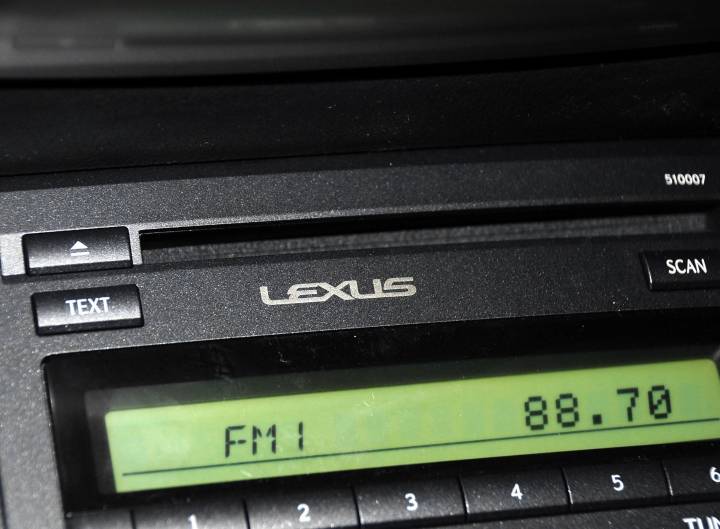 510007
SCAN
TEXT
LEXUS
FM1 88.70
1 2 3 4 5 6